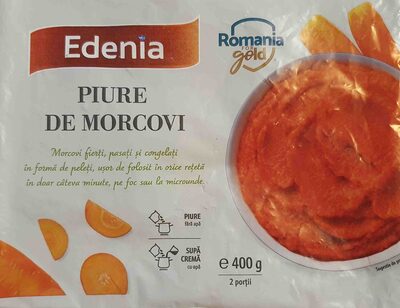 Edenia
Romania
FOR
gold
PIURE
DE MORCOVI
Morcovi fierți, pasați și congelați
în formă de peleți, ușor de folosit în orice rețetă
în doar câteva minute, pe foc sau la microunde.
PIURE
fără apă
SUPĂ
CREMĂ
cu apă
e 400 g
2 porții